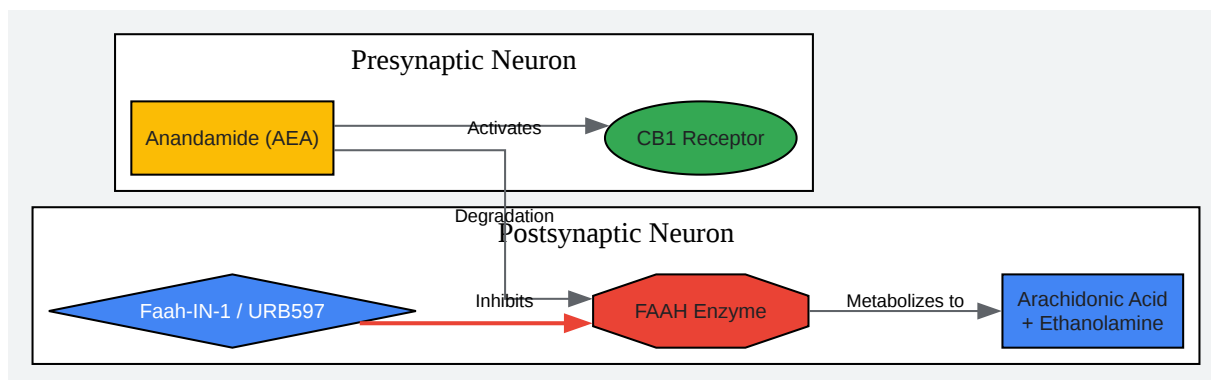 Presynaptic Neuron
Anandamide (AEA)
Activates
CB1 Receptor
Degradation
Postsynaptic Neuron
Faah-IN-1 / URB597
Inhibits
FAAH Enzyme
Metabolizes to
Arachidonic Acid
+ Ethanolamine